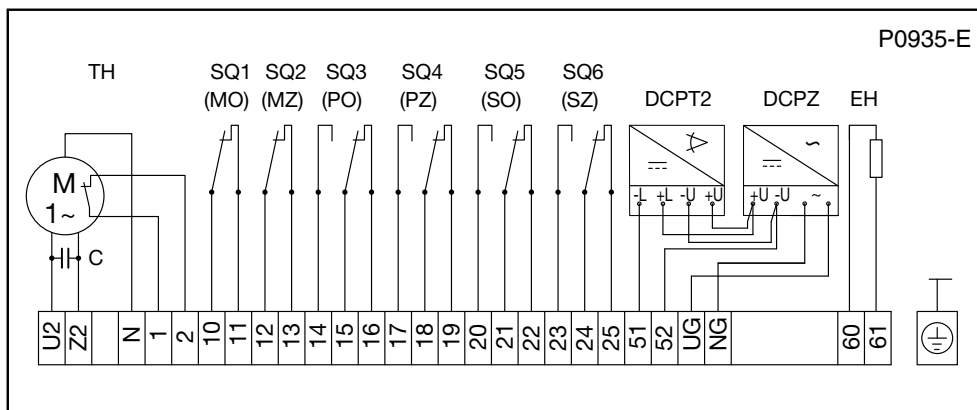 P0935-E
TH SQ1 SQ2 SQ3 SQ4 SQ5 SQ6
(MO) (MZ) (PO) (PZ) (SO) (SZ) DCPT2 DCPZ EH
M
1~
-L +L -U +U +U -U ~
C
U2 Z2 N 1 2 10 11 12 13 14 15 16 17 18 19 20 21 22 23 24 25 51 52 UG NG 60 61